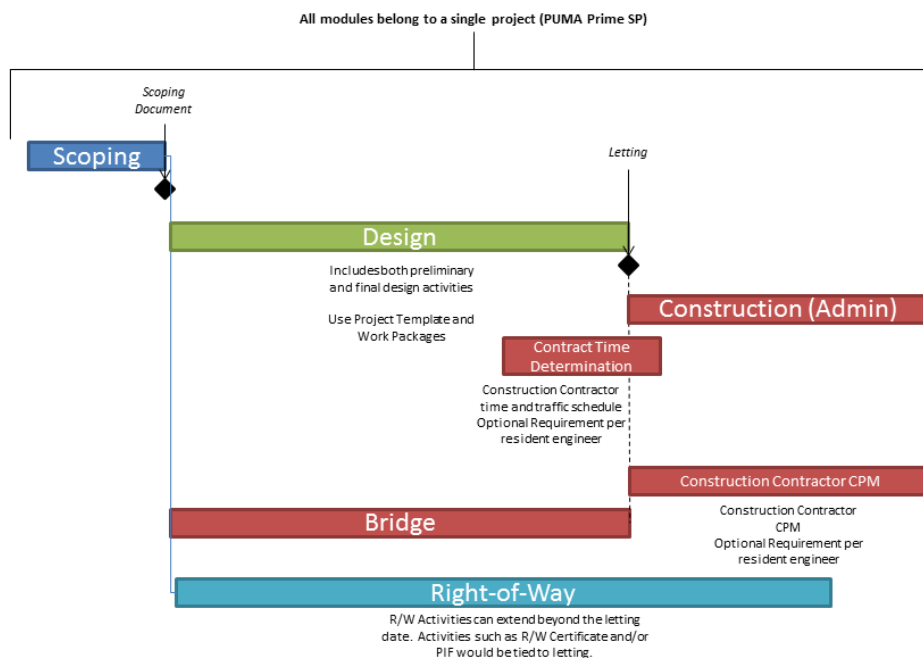 All modules belong to a single project (PUMA Prime SP)
Scoping
Document
Scoping
Letting
Design
Includes both preliminary
and final design activities
Use Project Template and
Work Packages
Construction (Admin)
Contract Time
Determination
Construction Contractor
time and traffic schedule
Optional Requirement per
resident engineer
Construction Contractor CPM
Construction Contractor
CPM
Optional Requirement per
resident engineer
Bridge
Right-of-Way
R/W Activities can extend beyond the letting
date. Activities such as R/W Certificate and/or
PIF would be tied to letting.